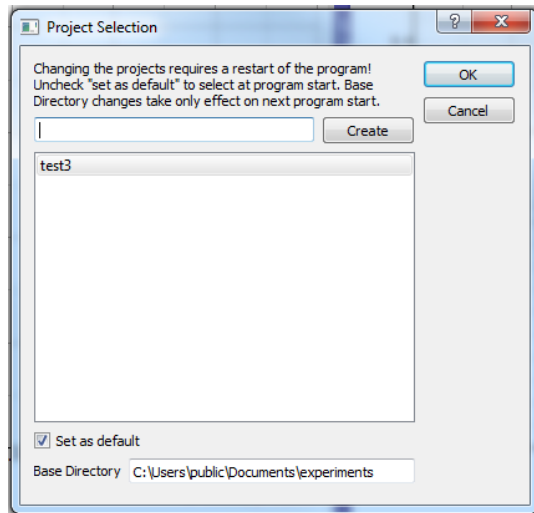 Project Selection
Changing the projects requires a restart of the program!
Uncheck "set as default" to select at program start. Base
Directory changes take only effect on next program start.
OK
Cancel
Create
test3
Set as default
Base Directory C:\Users\public\Documents\experiments